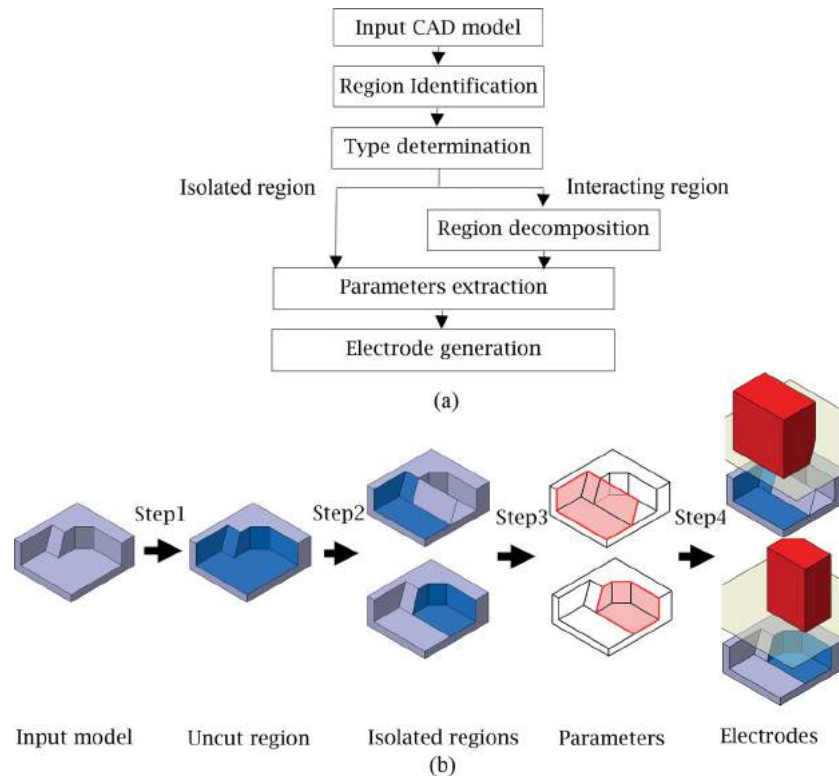 Input CAD model
Region Identification
Type determination
Isolated region
Interacting region
Region decomposition
Parameters extraction
Electrode generation
(a)
Step1
Step2
Step3
Step4
Input model
Uncut region
Isolated regions
Parameters
Electrodes
(b)